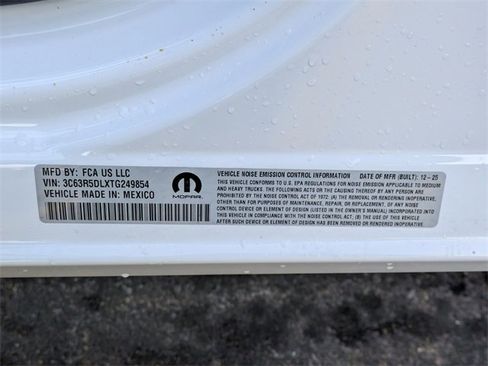 MFD BY: FCA US LLC
VIN: 3C63R5DLXTG249854
VEHICLE MADE IN: MEXICO
MOPAR
VEHICLE NOISE EMISSION CONTROL INFORMATION DATE OF MFR (BUILT): 12-25
THIS VEHICLE CONFORMS TO U.S. EPA REGULATIONS FOR NOISE EMISSION APPLICABLE TO MEDIUM
AND HEAVY TRUCKS. THE FOLLOWING ACTS OR THE CAUSING THEREOF BY ANY PERSON ARE
PROHIBITED BY THE NOISE CONTROL ACT OF 1972: (A) THE REMOVAL OR RENDERING INOPERATIVE,
OTHER THAN FOR PURPOSES OF MAINTENANCE, REPAIR, OR REPLACEMENT, OF ANY NOISE
CONTROL DEVICE OR ELEMENT OF DESIGN (LISTED IN THE OWNER'S MANUAL) INCORPORATED INTO
THIS VEHICLE IN COMPLIANCE WITH THE NOISE CONTROL ACT; (B) THE USE OF THIS VEHICLE
AFTER SUCH DEVICE OR ELEMENT OF DESIGN HAS BEEN REMOVED OR RENDERED INOPERATIVE